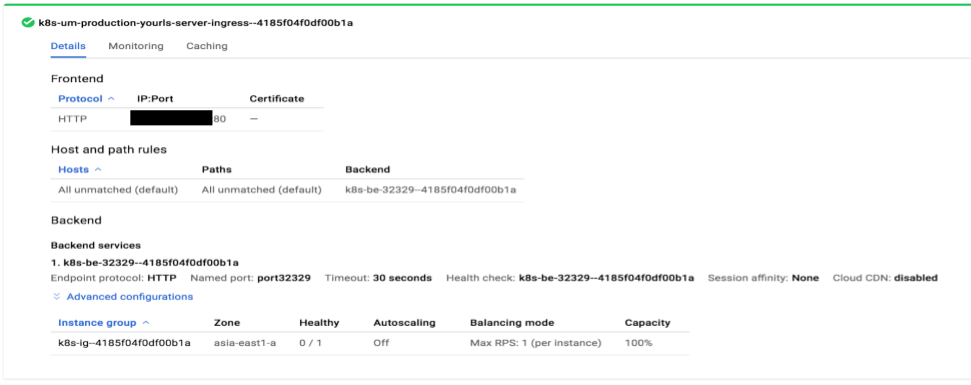 k8s-um-production-yourls-server-ingress--4185f04f0df00b1a
Details Monitoring Caching
Frontend
Protocol IP:Port Certificate
HTTP 80 —
Host and path rules
Hosts Paths Backend
All unmatched (default) All unmatched (default) k8s-be-32329--4185f04f0df00b1a
Backend
Backend services
1. k8s-be-32329--4185f04f0df00b1a
Endpoint protocol: HTTP Named port: port32329 Timeout: 30 seconds Health check: k8s-be-32329--4185f04f0df00b1a Session affinity: None Cloud CDN: disabled
Advanced configurations
Instance group Zone Healthy Autoscaling Balancing mode Capacity
k8s-ig--4185f04f0df00b1a asia-east1-a 0 / 1 Off Max RPS: 1 (per instance) 100%